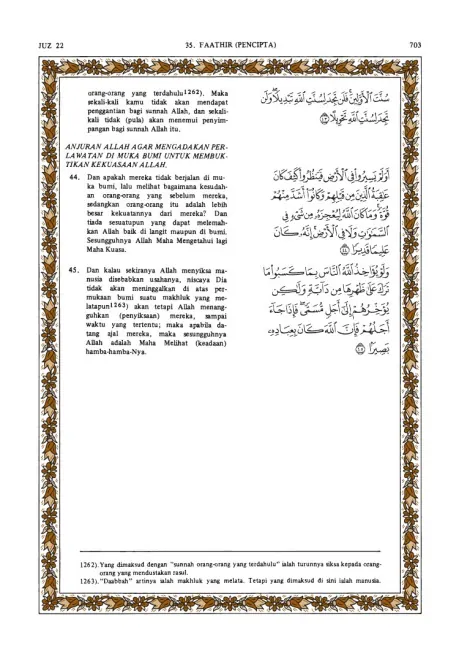 JUZ 22
35. FAATHIR (PENCIPTA)
703
orang-orang yang terdahulu1262). Maka
sekali-kali kamu tidak akan mendapat
penggantian bagi sunnah Allah, dan sekali-
kali tidak (pula) akan menemui penyim-
pangan bagi sunnah Allah itu.
سُنَّتَ الْأَوَّلِينَ فَلَن تَجِدَ لِسُنَّتِ اللَّهِ تَبْدِيلًا وَلَن
تَجِدَ لِسُنَّتِ اللَّهِ تَحْوِيلًا ﴿٤٣﴾
ANJURAN ALLAH AGAR MENGADAKAN PER-
LAWATAN DI MUKA BUMI UNTUK MEMBUK-
TIKAN KEKUASAAN ALLAH.
44. Dan apakah mereka tidak berjalan di mu-
ka bumi, lalu melihat bagaimana kesudah-
an orang-orang yang sebelum mereka,
sedangkan orang-orang itu adalah lebih
besar kekuatannya dari mereka? Dan
tiada sesuatupun yang dapat melemah-
kan Allah baik di langit maupun di bumi.
Sesungguhnya Allah Maha Mengetahui lagi
Maha Kuasa.
أَوَلَمْ يَسِيرُوا فِي الْأَرْضِ فَيَنظُرُوا كَيْفَ كَانَ
عَاقِبَةُ الَّذِينَ مِن قَبْلِهِمْ وَكَانُوا أَشَدَّ مِنْهُمْ
قُوَّةً وَمَا كَانَ اللَّهُ لِيُعْجِزَهُ مِن شَيْءٍ فِي
السَّمَوَاتِ وَلَا فِي الْأَرْضِ إِنَّهُ كَانَ
عَلِيمًا قَدِيرًا ﴿٤٤﴾
45. Dan kalau sekiranya Allah menyiksa ma-
nusia disebabkan usahanya, niscaya Dia
tidak akan meninggalkan di atas per-
mukaan bumi suatu makhluk yang me-
latapun1263) akan tetapi Allah menang-
guhkan (penyiksaan) mereka, sampai
waktu yang tertentu; maka apabila da-
tang ajal mereka, maka sesungguhnya
Allah adalah Maha Melihat (keadaan)
hamba-hamba-Nya.
وَلَوْ يُؤَاخِذُ اللَّهُ النَّاسَ بِمَا كَسَبُوا مَا
تَرَكَ عَلَى ظَهْرِهَا مِن دَابَّةٍ وَلَكِن
يُؤَخِّرُهُمْ إِلَى أَجَلٍ مُّسَمًّى فَإِذَا جَاءَ
أَجَلُهُمْ فَإِنَّ اللَّهَ كَانَ بِعِبَادِهِ
بَصِيرًا ﴿٤٥﴾
1262). Yang dimaksud dengan "sunnah orang-orang yang terdahulu" ialah turunnya siksa kepada orang-
orang yang mendustakan rasul.
1263). "Daabbah" artinya ialah makhluk yang melata. Tetapi yang dimaksud di sini ialah manusia.